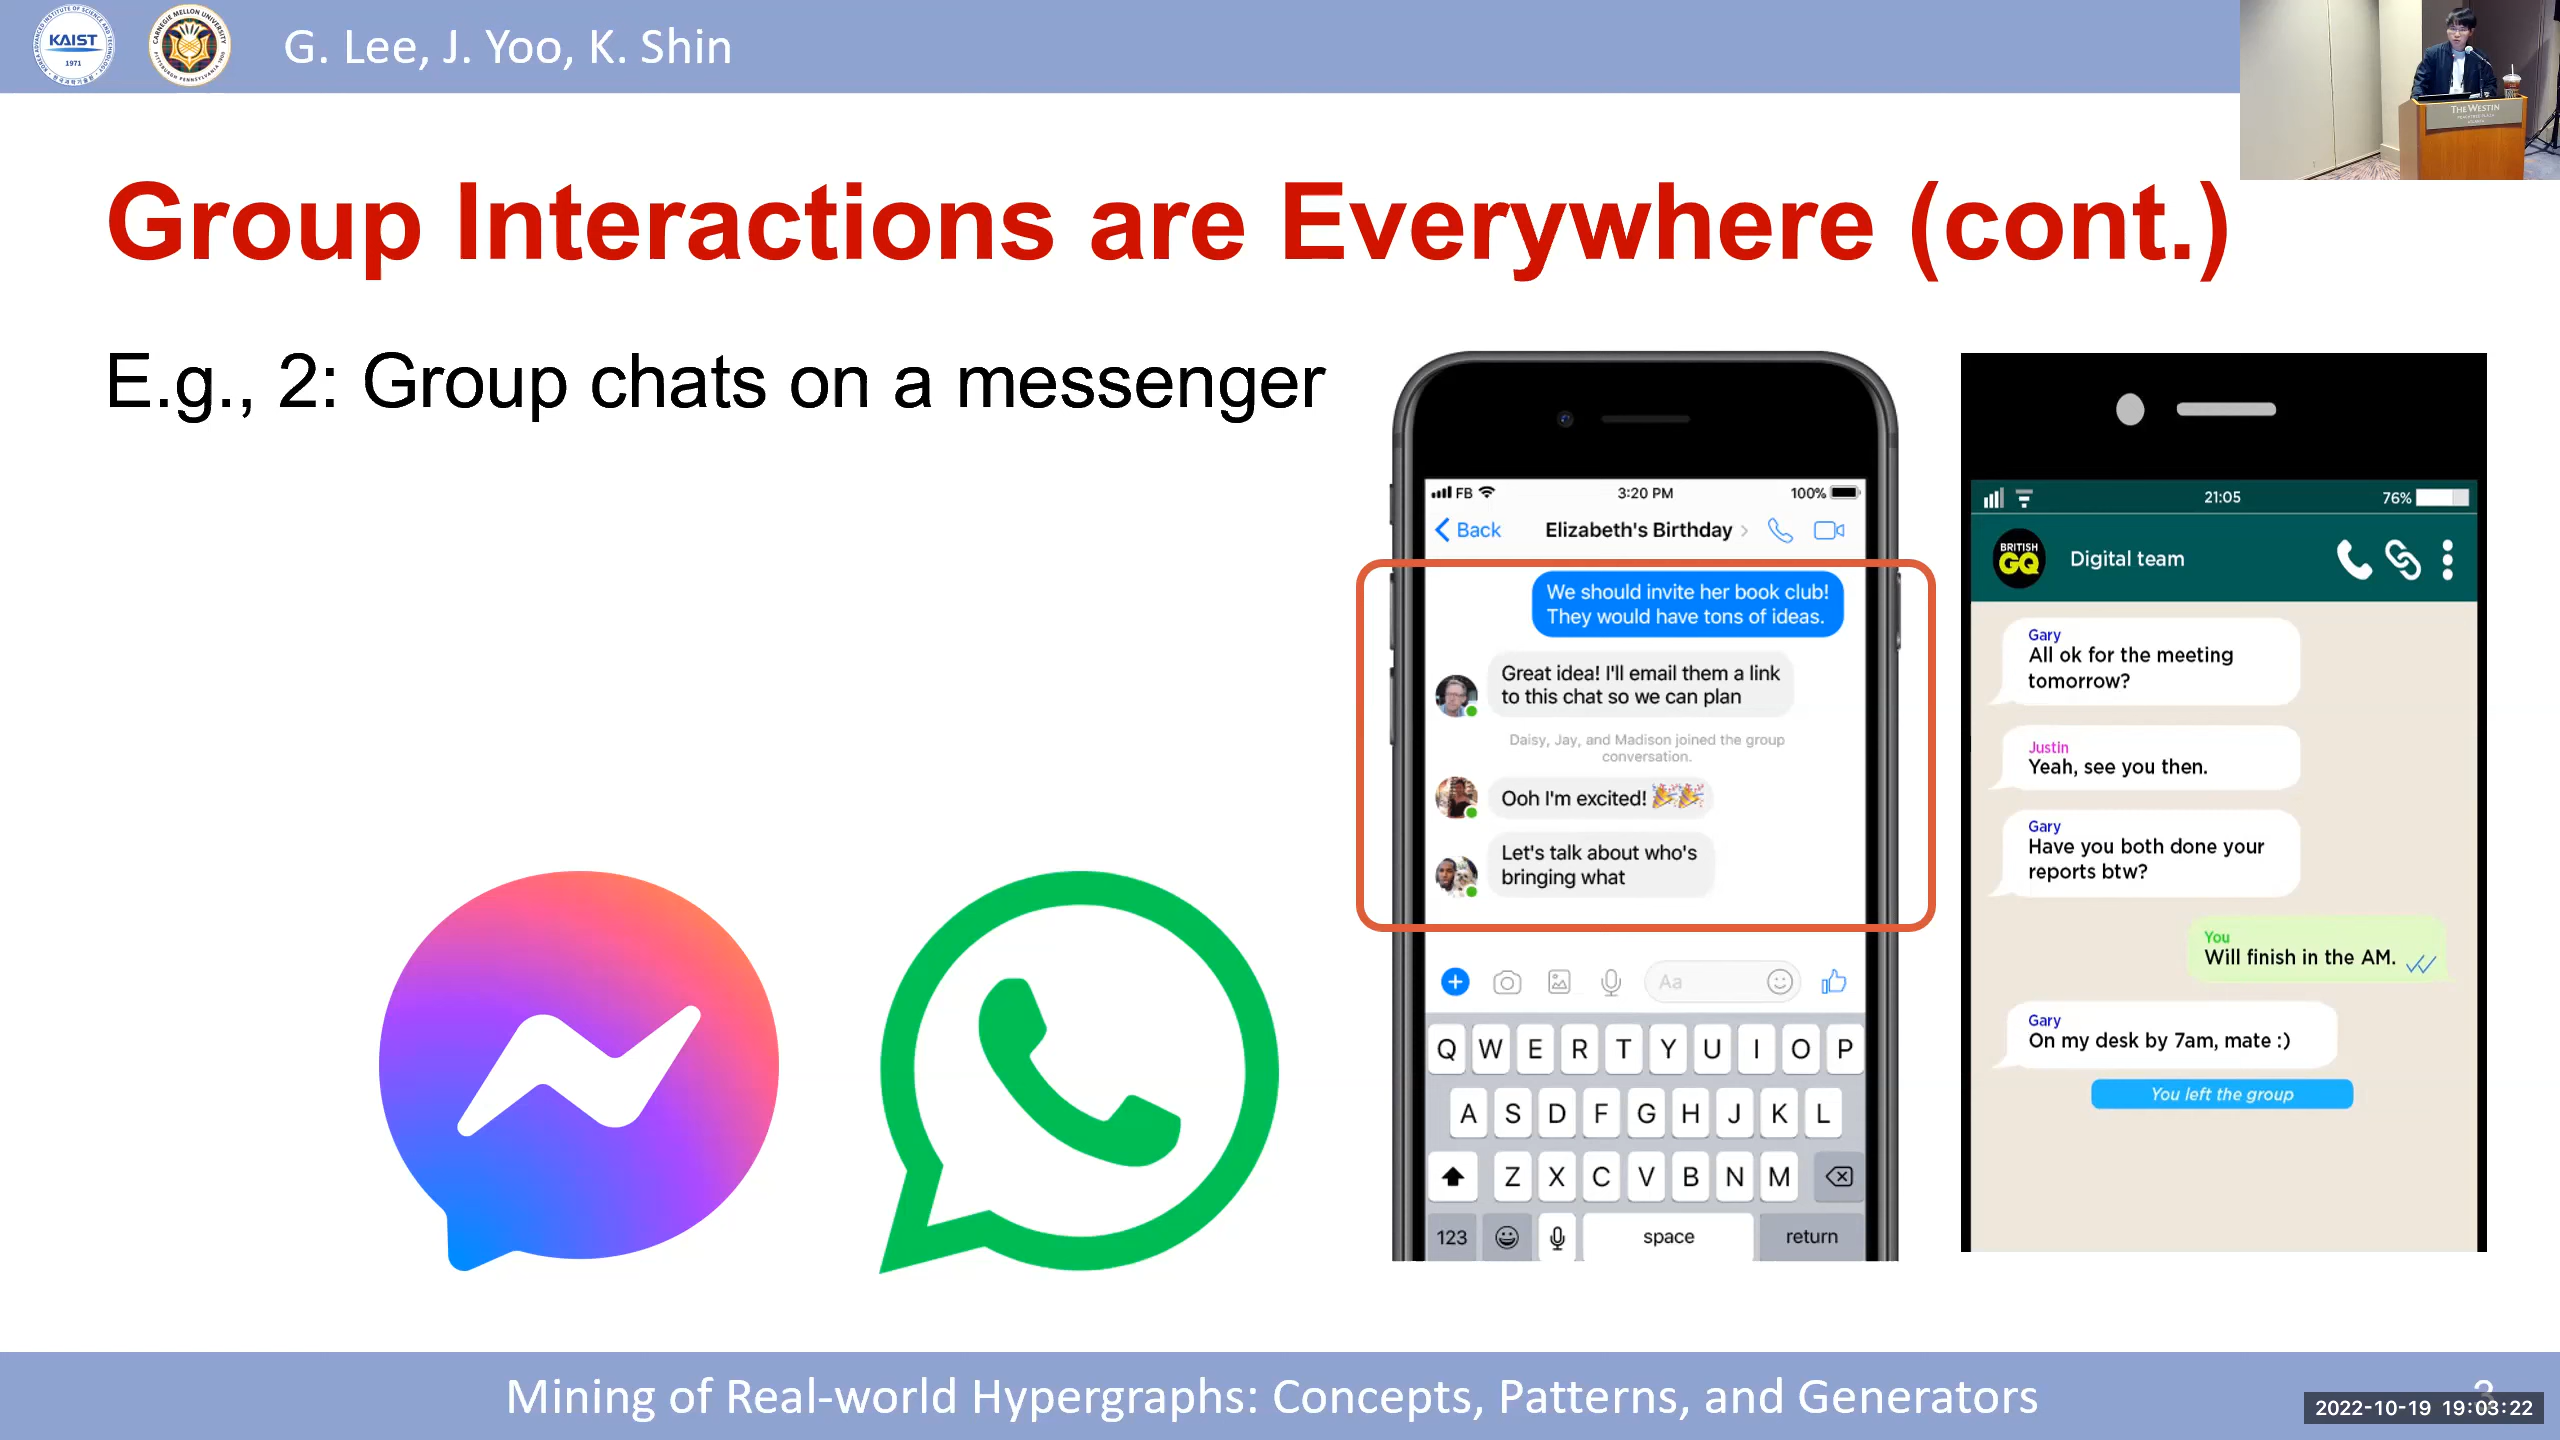 KAIST
1971
G. Lee, J. Yoo, K. Shin
THE WESTIN
Group Interactions are Everywhere (cont.)
E.g., 2: Group chats on a messenger
FB
3:20 PM
100%
Back
Elizabeth's Birthday
We should invite her book club!
They would have tons of ideas.
Great idea! I'll email them a link
to this chat so we can plan
Daisy, Jay, and Madison joined the group
conversation.
Ooh I'm excited! 🎉🎉
Let's talk about who's
bringing what
Aa
Q W E R T Y U I O P
A S D F G H J K L
Z X C V B N M
123
space
return
21:05
76%
BRITISH
GQ
Digital team
Gary
All ok for the meeting
tomorrow?
Justin
Yeah, see you then.
Gary
Have you both done your
reports btw?
You
Will finish in the AM.
Gary
On my desk by 7am, mate :)
You left the group
Mining of Real-world Hypergraphs: Concepts, Patterns, and Generators
3
2022-10-19 19:03:22